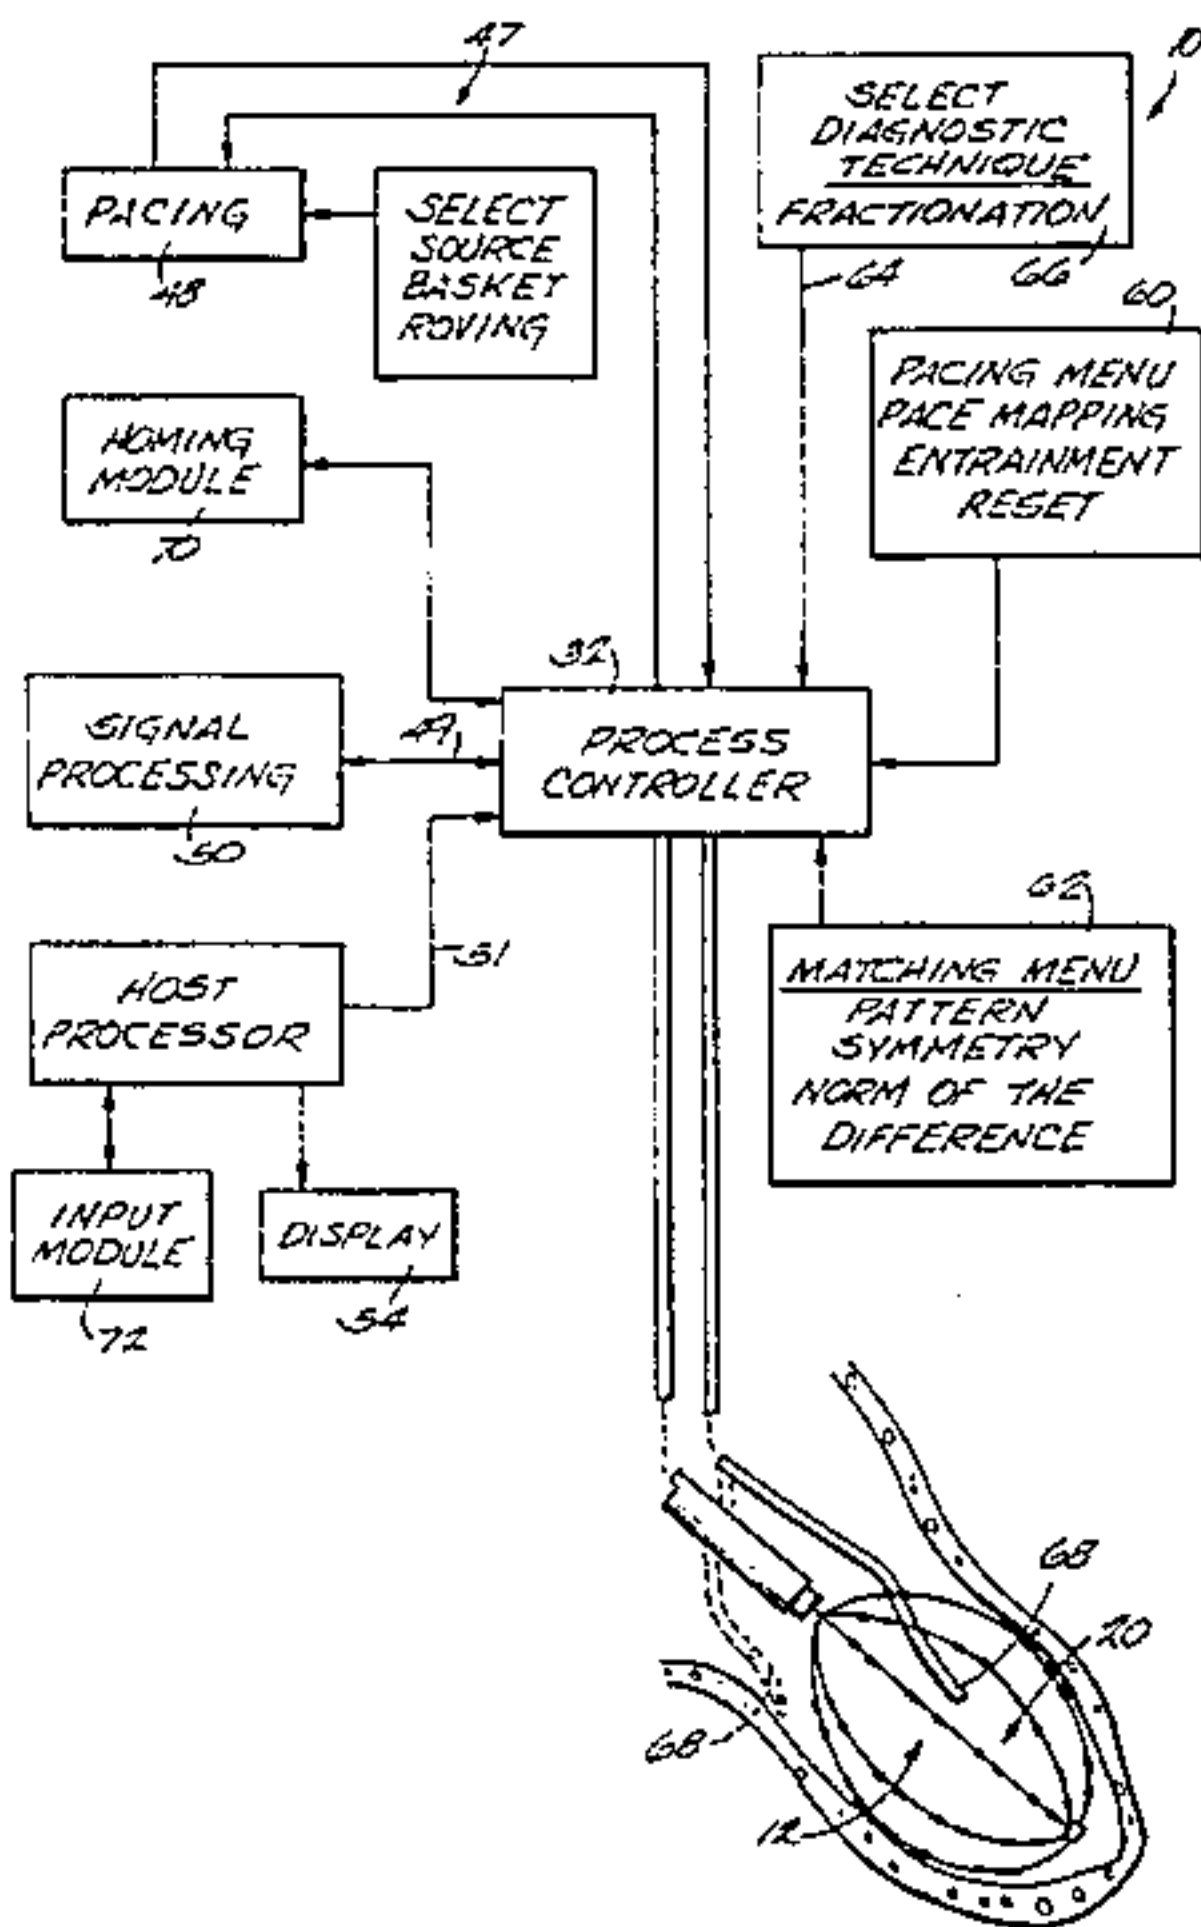 47
10
SELECT
DIAGNOSTIC
TECHNIQUE
FRACTIONATION
66
64
PACING
48
SELECT
SOURCE
BASKET
ROVING
60
PACING MENU
PACE MAPPING
ENTRAINMENT
RESET
HOMING
MODULE
70
32
PROCESS
CONTROLLER
SIGNAL
PROCESSING
50
49
51
HOST
PROCESSOR
62
MATCHING MENU
PATTERN
SYMMETRY
NORM OF THE
DIFFERENCE
INPUT
MODULE
72
DISPLAY
54
68
20
68
12